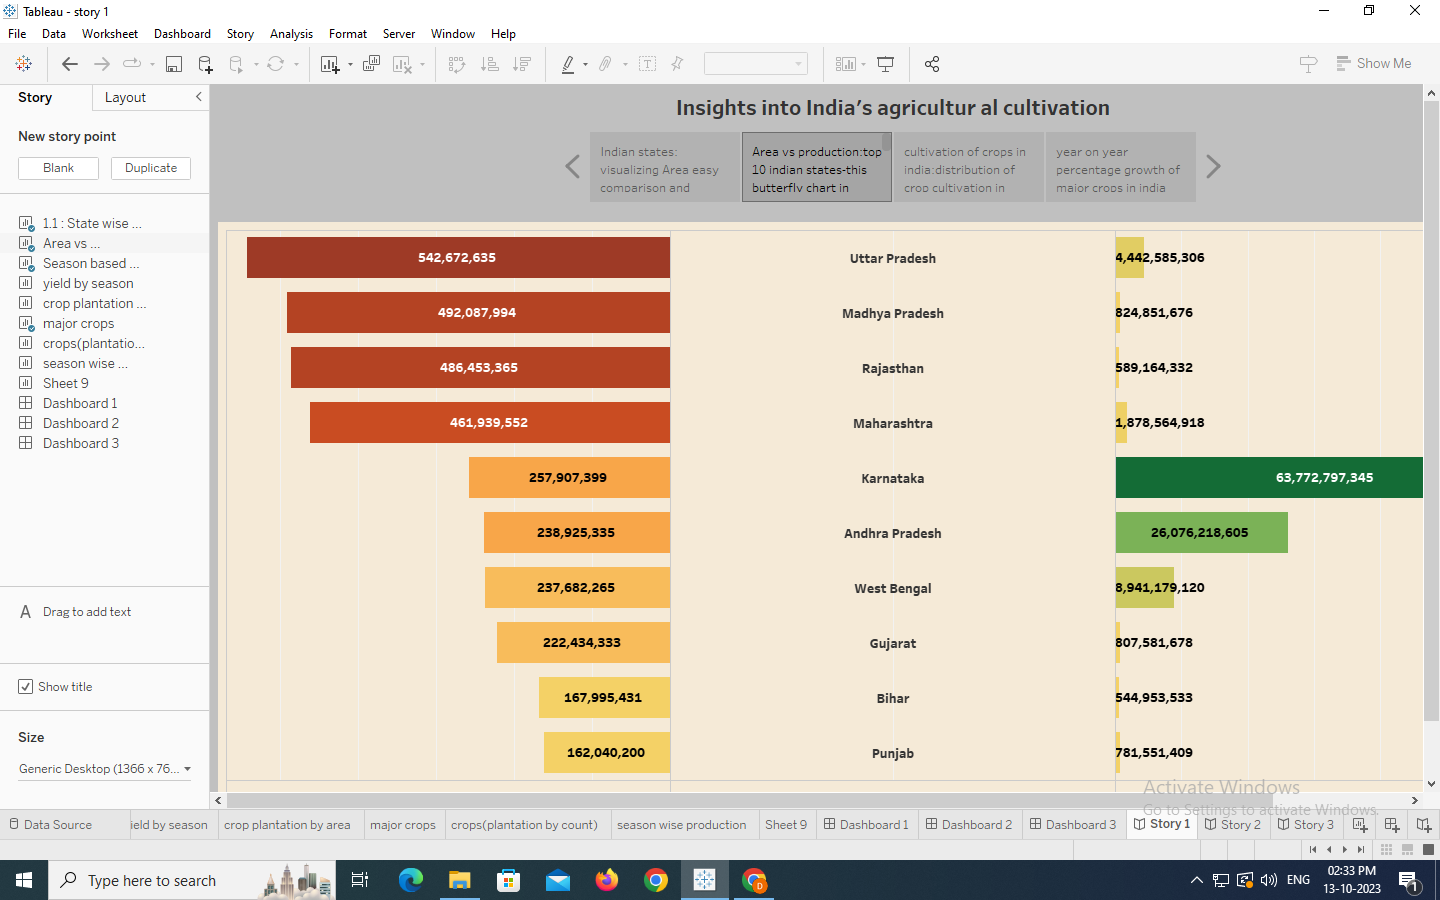 Tableau - story 1
File Data Worksheet Dashboard Story Analysis Format Server Window Help
Show Me
Story Layout
New story point
Blank Duplicate
1.1 : State wise ...
Area vs ...
Season based ...
yield by season
crop plantation ...
major crops
crops(plantatio...
season wise ...
Sheet 9
Dashboard 1
Dashboard 2
Dashboard 3
A Drag to add text
Show title
Size
Generic Desktop (1366 x 76...
Insights into India's agricultur al cultivation
Indian states:
visualizing Area easy
comparison and
Area vs production:top
10 indian states-this
butterfly chart in
cultivation of crops in
india:distribution of
crop cultivation in
year on year
percentage growth of
major crops in india
542,672,635 Uttar Pradesh 4,442,585,306
492,087,994 Madhya Pradesh 824,851,676
486,453,365 Rajasthan 589,164,332
461,939,552 Maharashtra 1,878,564,918
257,907,399 Karnataka 63,772,797,345
238,925,335 Andhra Pradesh 26,076,218,605
237,682,265 West Bengal 8,941,179,120
222,434,333 Gujarat 807,581,678
167,995,431 Bihar 544,953,533
162,040,200 Punjab 781,551,409
Activate Windows
Go to Settings to activate Windows.
Data Source ield by season crop plantation by area major crops crops(plantation by count) season wise production Sheet 9 Dashboard 1 Dashboard 2 Dashboard 3 Story 1 Story 2 Story 3
Type here to search
ENG
02:33 PM
13-10-2023
1